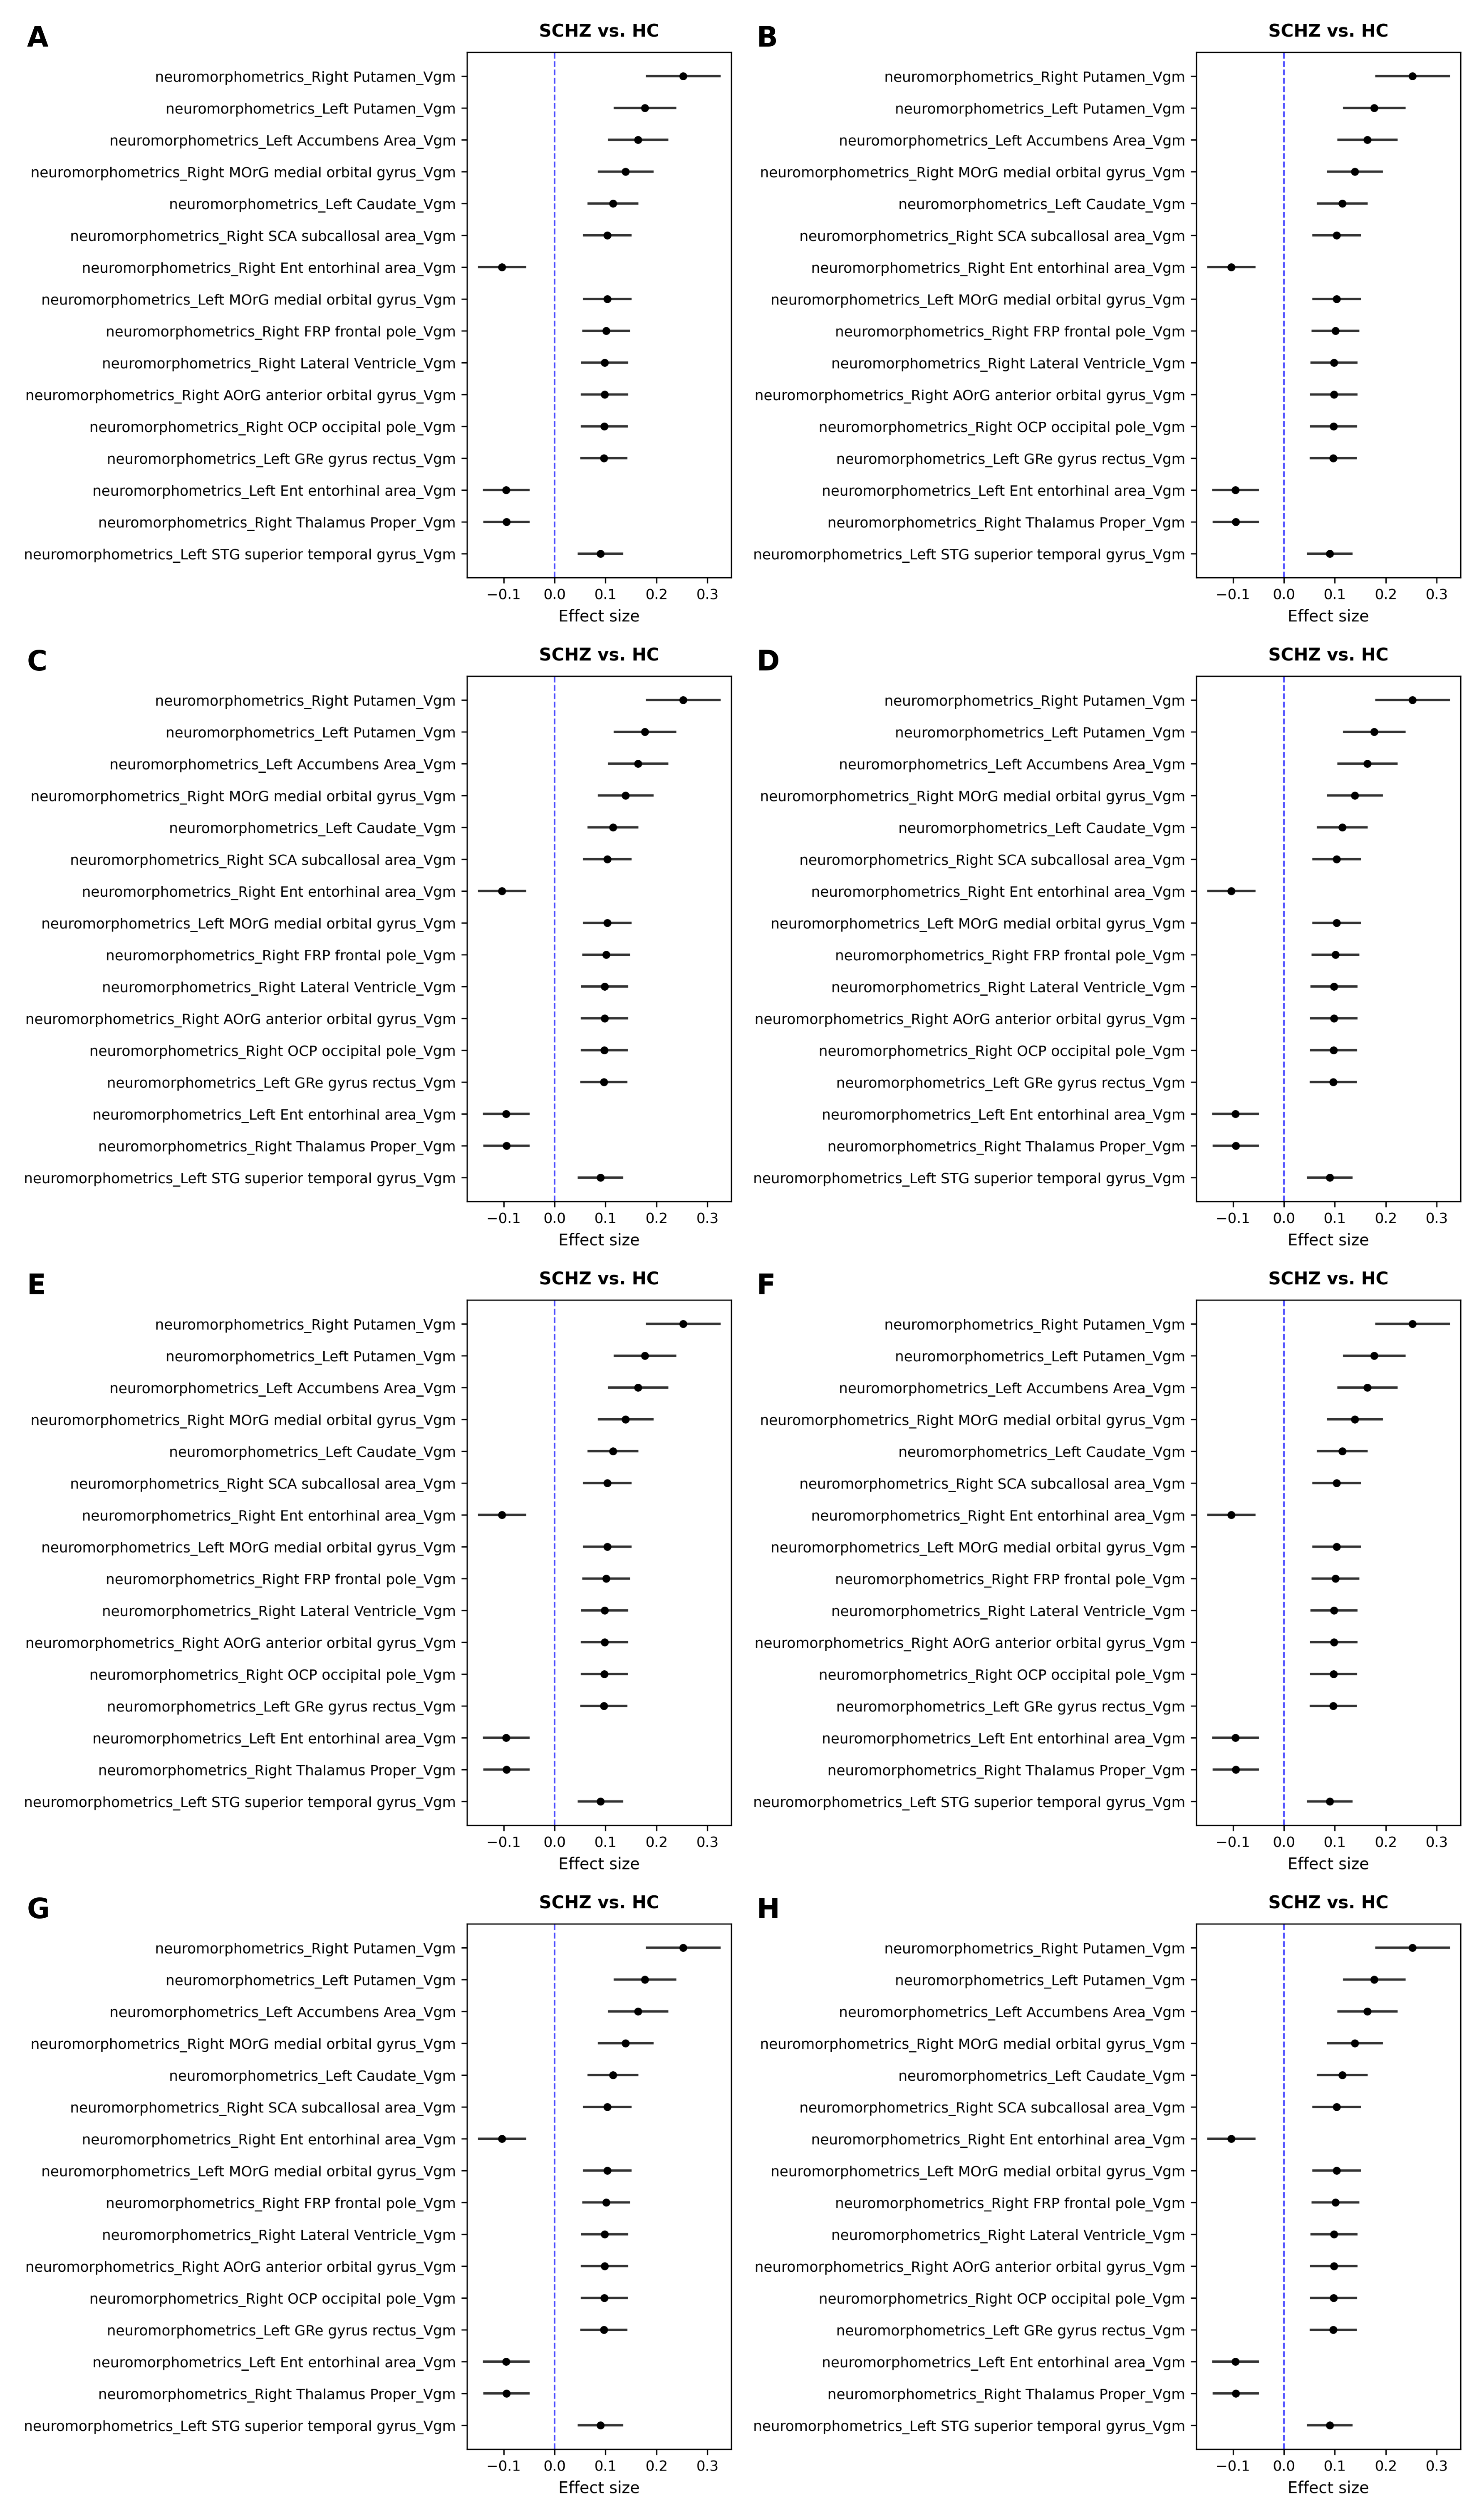 A
SCHZ vs. HC
neuromorphometrics_Right Putamen_Vgm
neuromorphometrics_Left Putamen_Vgm
neuromorphometrics_Left Accumbens Area_Vgm
neuromorphometrics_Right MOrG medial orbital gyrus_Vgm
neuromorphometrics_Left Caudate_Vgm
neuromorphometrics_Right SCA subcallosal area_Vgm
neuromorphometrics_Right Ent entorhinal area_Vgm
neuromorphometrics_Left MOrG medial orbital gyrus_Vgm
neuromorphometrics_Right FRP frontal pole_Vgm
neuromorphometrics_Right Lateral Ventricle_Vgm
neuromorphometrics_Right AOrG anterior orbital gyrus_Vgm
neuromorphometrics_Right OCP occipital pole_Vgm
neuromorphometrics_Left GRe gyrus rectus_Vgm
neuromorphometrics_Left Ent entorhinal area_Vgm
neuromorphometrics_Right Thalamus Proper_Vgm
neuromorphometrics_Left STG superior temporal gyrus_Vgm
−0.1 0.0 0.1 0.2 0.3
Effect size
B
SCHZ vs. HC
neuromorphometrics_Right Putamen_Vgm
neuromorphometrics_Left Putamen_Vgm
neuromorphometrics_Left Accumbens Area_Vgm
neuromorphometrics_Right MOrG medial orbital gyrus_Vgm
neuromorphometrics_Left Caudate_Vgm
neuromorphometrics_Right SCA subcallosal area_Vgm
neuromorphometrics_Right Ent entorhinal area_Vgm
neuromorphometrics_Left MOrG medial orbital gyrus_Vgm
neuromorphometrics_Right FRP frontal pole_Vgm
neuromorphometrics_Right Lateral Ventricle_Vgm
neuromorphometrics_Right AOrG anterior orbital gyrus_Vgm
neuromorphometrics_Right OCP occipital pole_Vgm
neuromorphometrics_Left GRe gyrus rectus_Vgm
neuromorphometrics_Left Ent entorhinal area_Vgm
neuromorphometrics_Right Thalamus Proper_Vgm
neuromorphometrics_Left STG superior temporal gyrus_Vgm
−0.1 0.0 0.1 0.2 0.3
Effect size
C
SCHZ vs. HC
neuromorphometrics_Right Putamen_Vgm
neuromorphometrics_Left Putamen_Vgm
neuromorphometrics_Left Accumbens Area_Vgm
neuromorphometrics_Right MOrG medial orbital gyrus_Vgm
neuromorphometrics_Left Caudate_Vgm
neuromorphometrics_Right SCA subcallosal area_Vgm
neuromorphometrics_Right Ent entorhinal area_Vgm
neuromorphometrics_Left MOrG medial orbital gyrus_Vgm
neuromorphometrics_Right FRP frontal pole_Vgm
neuromorphometrics_Right Lateral Ventricle_Vgm
neuromorphometrics_Right AOrG anterior orbital gyrus_Vgm
neuromorphometrics_Right OCP occipital pole_Vgm
neuromorphometrics_Left GRe gyrus rectus_Vgm
neuromorphometrics_Left Ent entorhinal area_Vgm
neuromorphometrics_Right Thalamus Proper_Vgm
neuromorphometrics_Left STG superior temporal gyrus_Vgm
−0.1 0.0 0.1 0.2 0.3
Effect size
D
SCHZ vs. HC
neuromorphometrics_Right Putamen_Vgm
neuromorphometrics_Left Putamen_Vgm
neuromorphometrics_Left Accumbens Area_Vgm
neuromorphometrics_Right MOrG medial orbital gyrus_Vgm
neuromorphometrics_Left Caudate_Vgm
neuromorphometrics_Right SCA subcallosal area_Vgm
neuromorphometrics_Right Ent entorhinal area_Vgm
neuromorphometrics_Left MOrG medial orbital gyrus_Vgm
neuromorphometrics_Right FRP frontal pole_Vgm
neuromorphometrics_Right Lateral Ventricle_Vgm
neuromorphometrics_Right AOrG anterior orbital gyrus_Vgm
neuromorphometrics_Right OCP occipital pole_Vgm
neuromorphometrics_Left GRe gyrus rectus_Vgm
neuromorphometrics_Left Ent entorhinal area_Vgm
neuromorphometrics_Right Thalamus Proper_Vgm
neuromorphometrics_Left STG superior temporal gyrus_Vgm
−0.1 0.0 0.1 0.2 0.3
Effect size
E
SCHZ vs. HC
neuromorphometrics_Right Putamen_Vgm
neuromorphometrics_Left Putamen_Vgm
neuromorphometrics_Left Accumbens Area_Vgm
neuromorphometrics_Right MOrG medial orbital gyrus_Vgm
neuromorphometrics_Left Caudate_Vgm
neuromorphometrics_Right SCA subcallosal area_Vgm
neuromorphometrics_Right Ent entorhinal area_Vgm
neuromorphometrics_Left MOrG medial orbital gyrus_Vgm
neuromorphometrics_Right FRP frontal pole_Vgm
neuromorphometrics_Right Lateral Ventricle_Vgm
neuromorphometrics_Right AOrG anterior orbital gyrus_Vgm
neuromorphometrics_Right OCP occipital pole_Vgm
neuromorphometrics_Left GRe gyrus rectus_Vgm
neuromorphometrics_Left Ent entorhinal area_Vgm
neuromorphometrics_Right Thalamus Proper_Vgm
neuromorphometrics_Left STG superior temporal gyrus_Vgm
−0.1 0.0 0.1 0.2 0.3
Effect size
F
SCHZ vs. HC
neuromorphometrics_Right Putamen_Vgm
neuromorphometrics_Left Putamen_Vgm
neuromorphometrics_Left Accumbens Area_Vgm
neuromorphometrics_Right MOrG medial orbital gyrus_Vgm
neuromorphometrics_Left Caudate_Vgm
neuromorphometrics_Right SCA subcallosal area_Vgm
neuromorphometrics_Right Ent entorhinal area_Vgm
neuromorphometrics_Left MOrG medial orbital gyrus_Vgm
neuromorphometrics_Right FRP frontal pole_Vgm
neuromorphometrics_Right Lateral Ventricle_Vgm
neuromorphometrics_Right AOrG anterior orbital gyrus_Vgm
neuromorphometrics_Right OCP occipital pole_Vgm
neuromorphometrics_Left GRe gyrus rectus_Vgm
neuromorphometrics_Left Ent entorhinal area_Vgm
neuromorphometrics_Right Thalamus Proper_Vgm
neuromorphometrics_Left STG superior temporal gyrus_Vgm
−0.1 0.0 0.1 0.2 0.3
Effect size
G
SCHZ vs. HC
neuromorphometrics_Right Putamen_Vgm
neuromorphometrics_Left Putamen_Vgm
neuromorphometrics_Left Accumbens Area_Vgm
neuromorphometrics_Right MOrG medial orbital gyrus_Vgm
neuromorphometrics_Left Caudate_Vgm
neuromorphometrics_Right SCA subcallosal area_Vgm
neuromorphometrics_Right Ent entorhinal area_Vgm
neuromorphometrics_Left MOrG medial orbital gyrus_Vgm
neuromorphometrics_Right FRP frontal pole_Vgm
neuromorphometrics_Right Lateral Ventricle_Vgm
neuromorphometrics_Right AOrG anterior orbital gyrus_Vgm
neuromorphometrics_Right OCP occipital pole_Vgm
neuromorphometrics_Left GRe gyrus rectus_Vgm
neuromorphometrics_Left Ent entorhinal area_Vgm
neuromorphometrics_Right Thalamus Proper_Vgm
neuromorphometrics_Left STG superior temporal gyrus_Vgm
−0.1 0.0 0.1 0.2 0.3
Effect size
H
SCHZ vs. HC
neuromorphometrics_Right Putamen_Vgm
neuromorphometrics_Left Putamen_Vgm
neuromorphometrics_Left Accumbens Area_Vgm
neuromorphometrics_Right MOrG medial orbital gyrus_Vgm
neuromorphometrics_Left Caudate_Vgm
neuromorphometrics_Right SCA subcallosal area_Vgm
neuromorphometrics_Right Ent entorhinal area_Vgm
neuromorphometrics_Left MOrG medial orbital gyrus_Vgm
neuromorphometrics_Right FRP frontal pole_Vgm
neuromorphometrics_Right Lateral Ventricle_Vgm
neuromorphometrics_Right AOrG anterior orbital gyrus_Vgm
neuromorphometrics_Right OCP occipital pole_Vgm
neuromorphometrics_Left GRe gyrus rectus_Vgm
neuromorphometrics_Left Ent entorhinal area_Vgm
neuromorphometrics_Right Thalamus Proper_Vgm
neuromorphometrics_Left STG superior temporal gyrus_Vgm
−0.1 0.0 0.1 0.2 0.3
Effect size